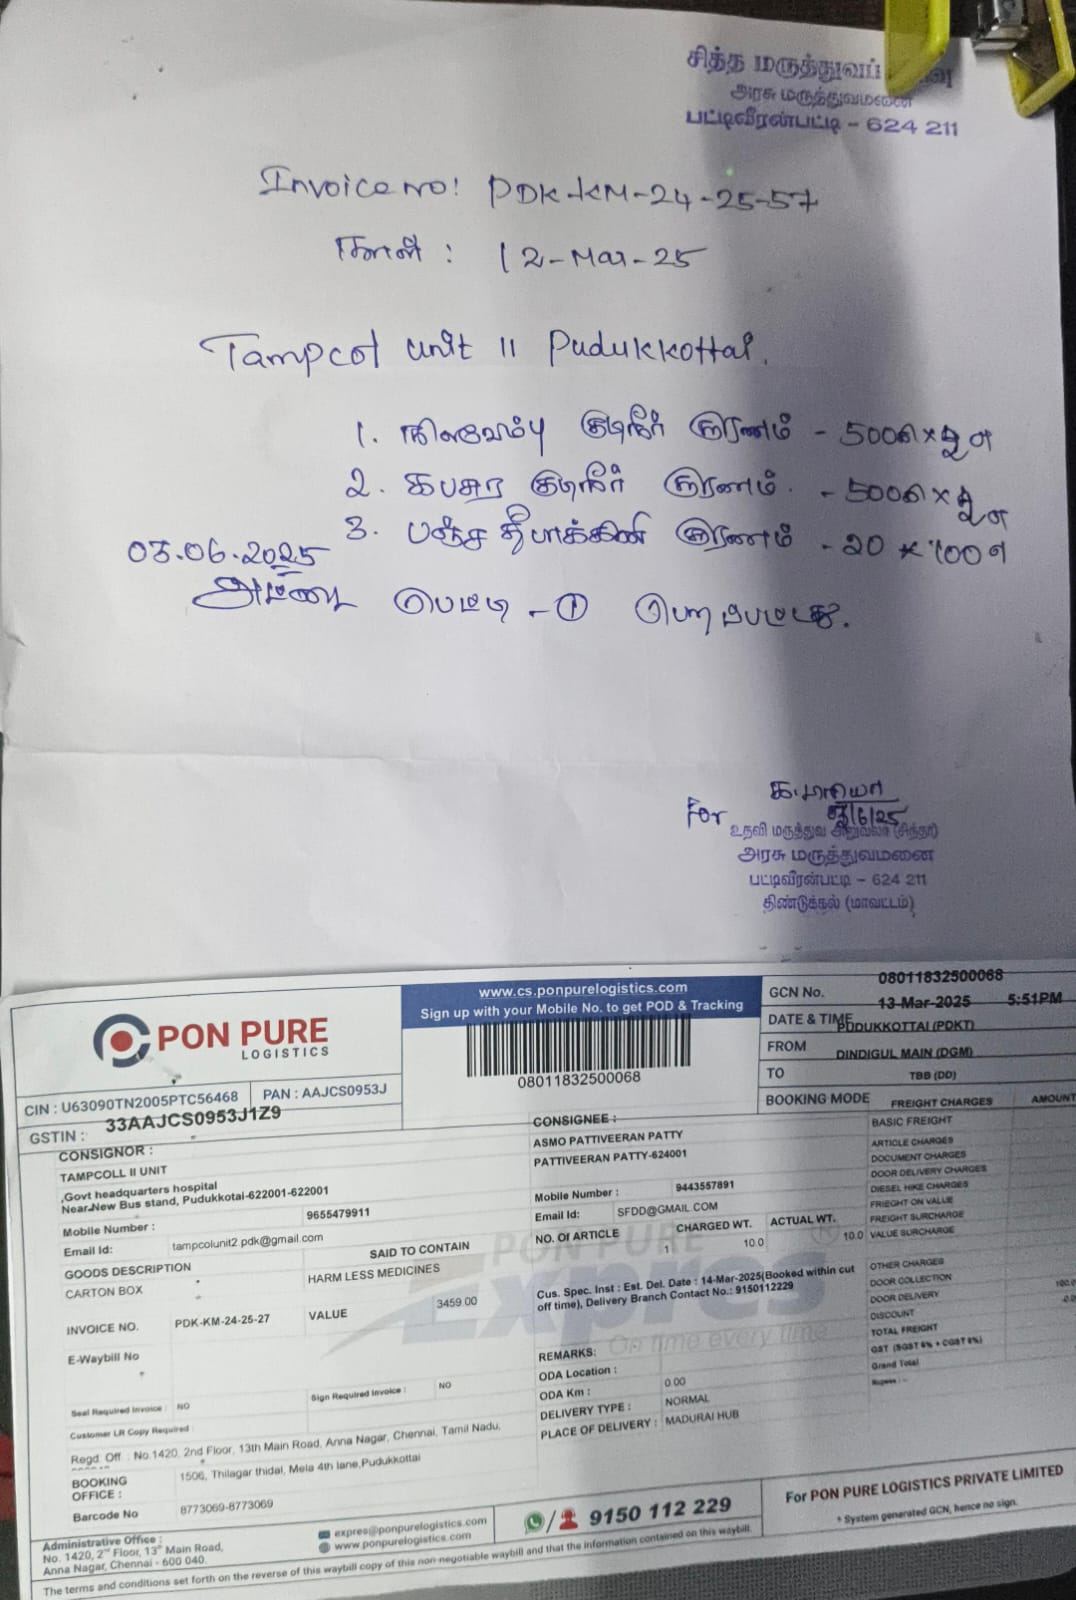 சித்த மருத்துவப்
அரசு மருத்துவமனை
பட்டிவீரன்பட்டி - 624 211
Invoice no: PDK-KM-24-25-57
நாள் : 12-Mar-25
Tampcol unit II Pudukkottai.
1. நிலவேம்பு குடிநீர் சூரணம் - 500கி x
2. கபசுர குடிநீர் சூரணம். - 500கி x
3. பஞ்ச தீபாக்கினி சூரணம் - 20 x 100கி
03.06.2025
அட்டை பெட்டி - ① பெறப்பட்டது.
For
உதவி மருத்துவ அலுவலர் (சித்தா)
அரசு மருத்துவமனை
பட்டிவீரன்பட்டி - 624 211
திண்டுக்கல் (மாவட்டம்)
PON PURE
LOGISTICS
www.cs.ponpurelogistics.com
Sign up with your Mobile No. to get POD & Tracking
08011832500068
GCN No. 08011832500068
DATE & TIME 13-Mar-2025 5:51PM
FROM PUDUKKOTTAI (PDKT)
TO DINDIGUL MAIN (DGM)
BOOKING MODE TBB (DD)
CIN : U63090TN2005PTC56468 PAN : AAJCS0953J
GSTIN : 33AAJCS0953J1Z9
CONSIGNOR :
TAMPCOLL II UNIT
,Govt headquarters hospital
Near.New Bus stand, Pudukkotai-622001-622001
Mobile Number : 9655479911
Email Id: tampcolunit2.pdk@gmail.com
GOODS DESCRIPTION SAID TO CONTAIN
CARTON BOX HARM LESS MEDICINES
INVOICE NO. PDK-KM-24-25-27 VALUE 3459.00
E-Waybill No
Seal Required Invoice : NO Sign Required Invoice : NO
Customer LR Copy Required :
CONSIGNEE :
ASMO PATTIVEERAN PATTY
PATTIVEERAN PATTY-624001
Mobile Number : 9443557891
Email Id: SFDD@GMAIL.COM
NO. Of ARTICLE CHARGED WT. ACTUAL WT.
1 10.0 10.0
PON PURE
Express
On time every time
Cus. Spec. Inst : Est. Del. Date : 14-Mar-2025(Booked within cut
off time), Delivery Branch Contact No.: 9150112229
REMARKS:
ODA Location :
ODA Km : 0.00
DELIVERY TYPE : NORMAL
PLACE OF DELIVERY : MADURAI HUB
FREIGHT CHARGES AMOUNT
BASIC FREIGHT
ARTICLE CHARGES
DOCUMENT CHARGES
DOOR DELIVERY CHARGES
DIESEL HIKE CHARGES
FRIEGHT ON VALUE
FREIGHT SURCHARGE
VALUE SURCHARGE
OTHER CHARGES
DOOR COLLECTION
DOOR DELIVERY
DISCOUNT
TOTAL FREIGHT
GST (SGST 6% + CGST 6%)
Grand Total
Rupees : -
Regd. Off : No.1420, 2nd Floor, 13th Main Road, Anna Nagar, Chennai, Tamil Nadu,
BOOKING OFFICE : 1506, Thilagar thidal, Mela 4th lane,Pudukkottai
Barcode No 8773069-8773069
Administrative Office :
No. 1420, 2nd Floor, 13th Main Road,
Anna Nagar, Chennai - 600 040.
expres@ponpurelogistics.com
www.ponpurelogistics.com
9150 112 229
For PON PURE LOGISTICS PRIVATE LIMITED
* System generated GCN, hence no sign.
The terms and conditions set forth on the reverse of this waybill copy of this non negotiable waybill and that the information contained on this waybill.